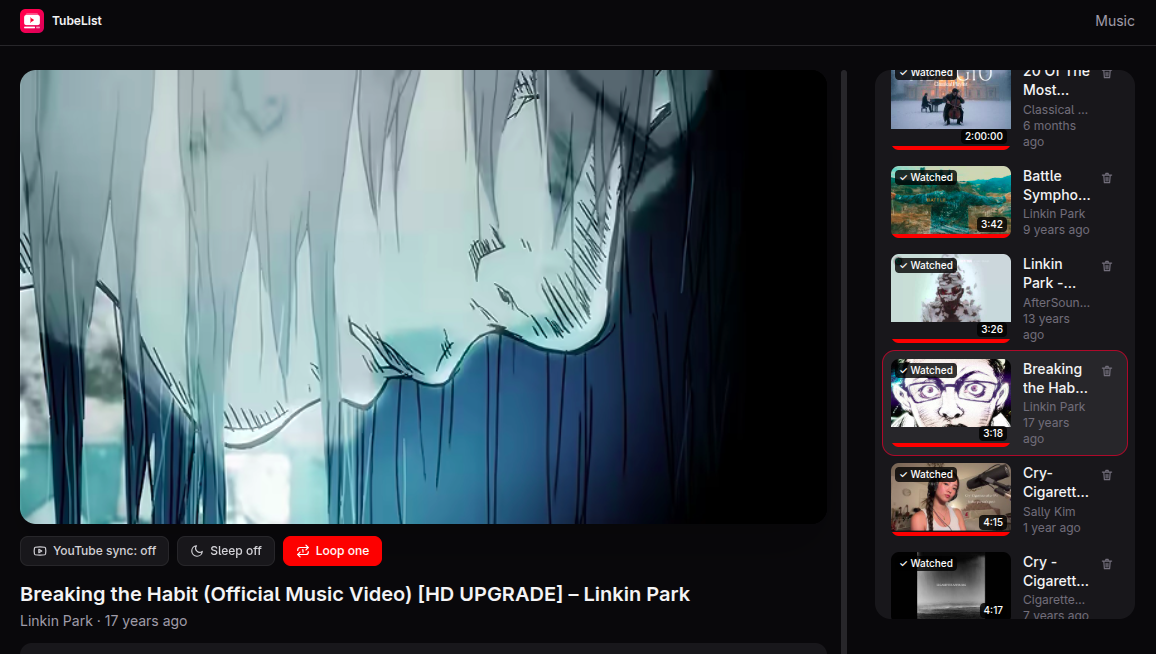 TubeList
Music
YouTube sync: off
Sleep off
Loop one
Breaking the Habit (Official Music Video) [HD UPGRADE] – Linkin Park
Linkin Park · 17 years ago
Watched
2:00:00
20 Of The
Most...
Classical ...
6 months
ago
Watched
3:42
Battle
Sympho...
Linkin Park
9 years ago
Watched
3:26
Linkin
Park -...
AfterSoun...
13 years
ago
Watched
3:18
Breaking
the Hab...
Linkin Park
17 years
ago
Watched
4:15
Cry-
Cigarett...
Sally Kim
1 year ago
Watched
4:17
Cry -
Cigarett...
Cigarette...
7 years ago